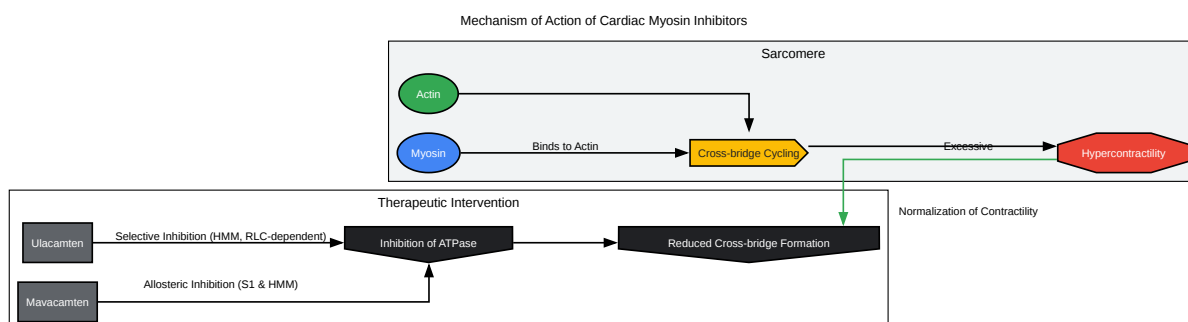 Mechanism of Action of Cardiac Myosin Inhibitors
Sarcomere
Actin
Myosin
Binds to Actin
Cross-bridge Cycling
Excessive
Hypercontractility
Therapeutic Intervention
Normalization of Contractility
Ulacamten
Selective Inhibition (HMM, RLC-dependent)
Inhibition of ATPase
Reduced Cross-bridge Formation
Mavacamten
Allosteric Inhibition (S1 & HMM)